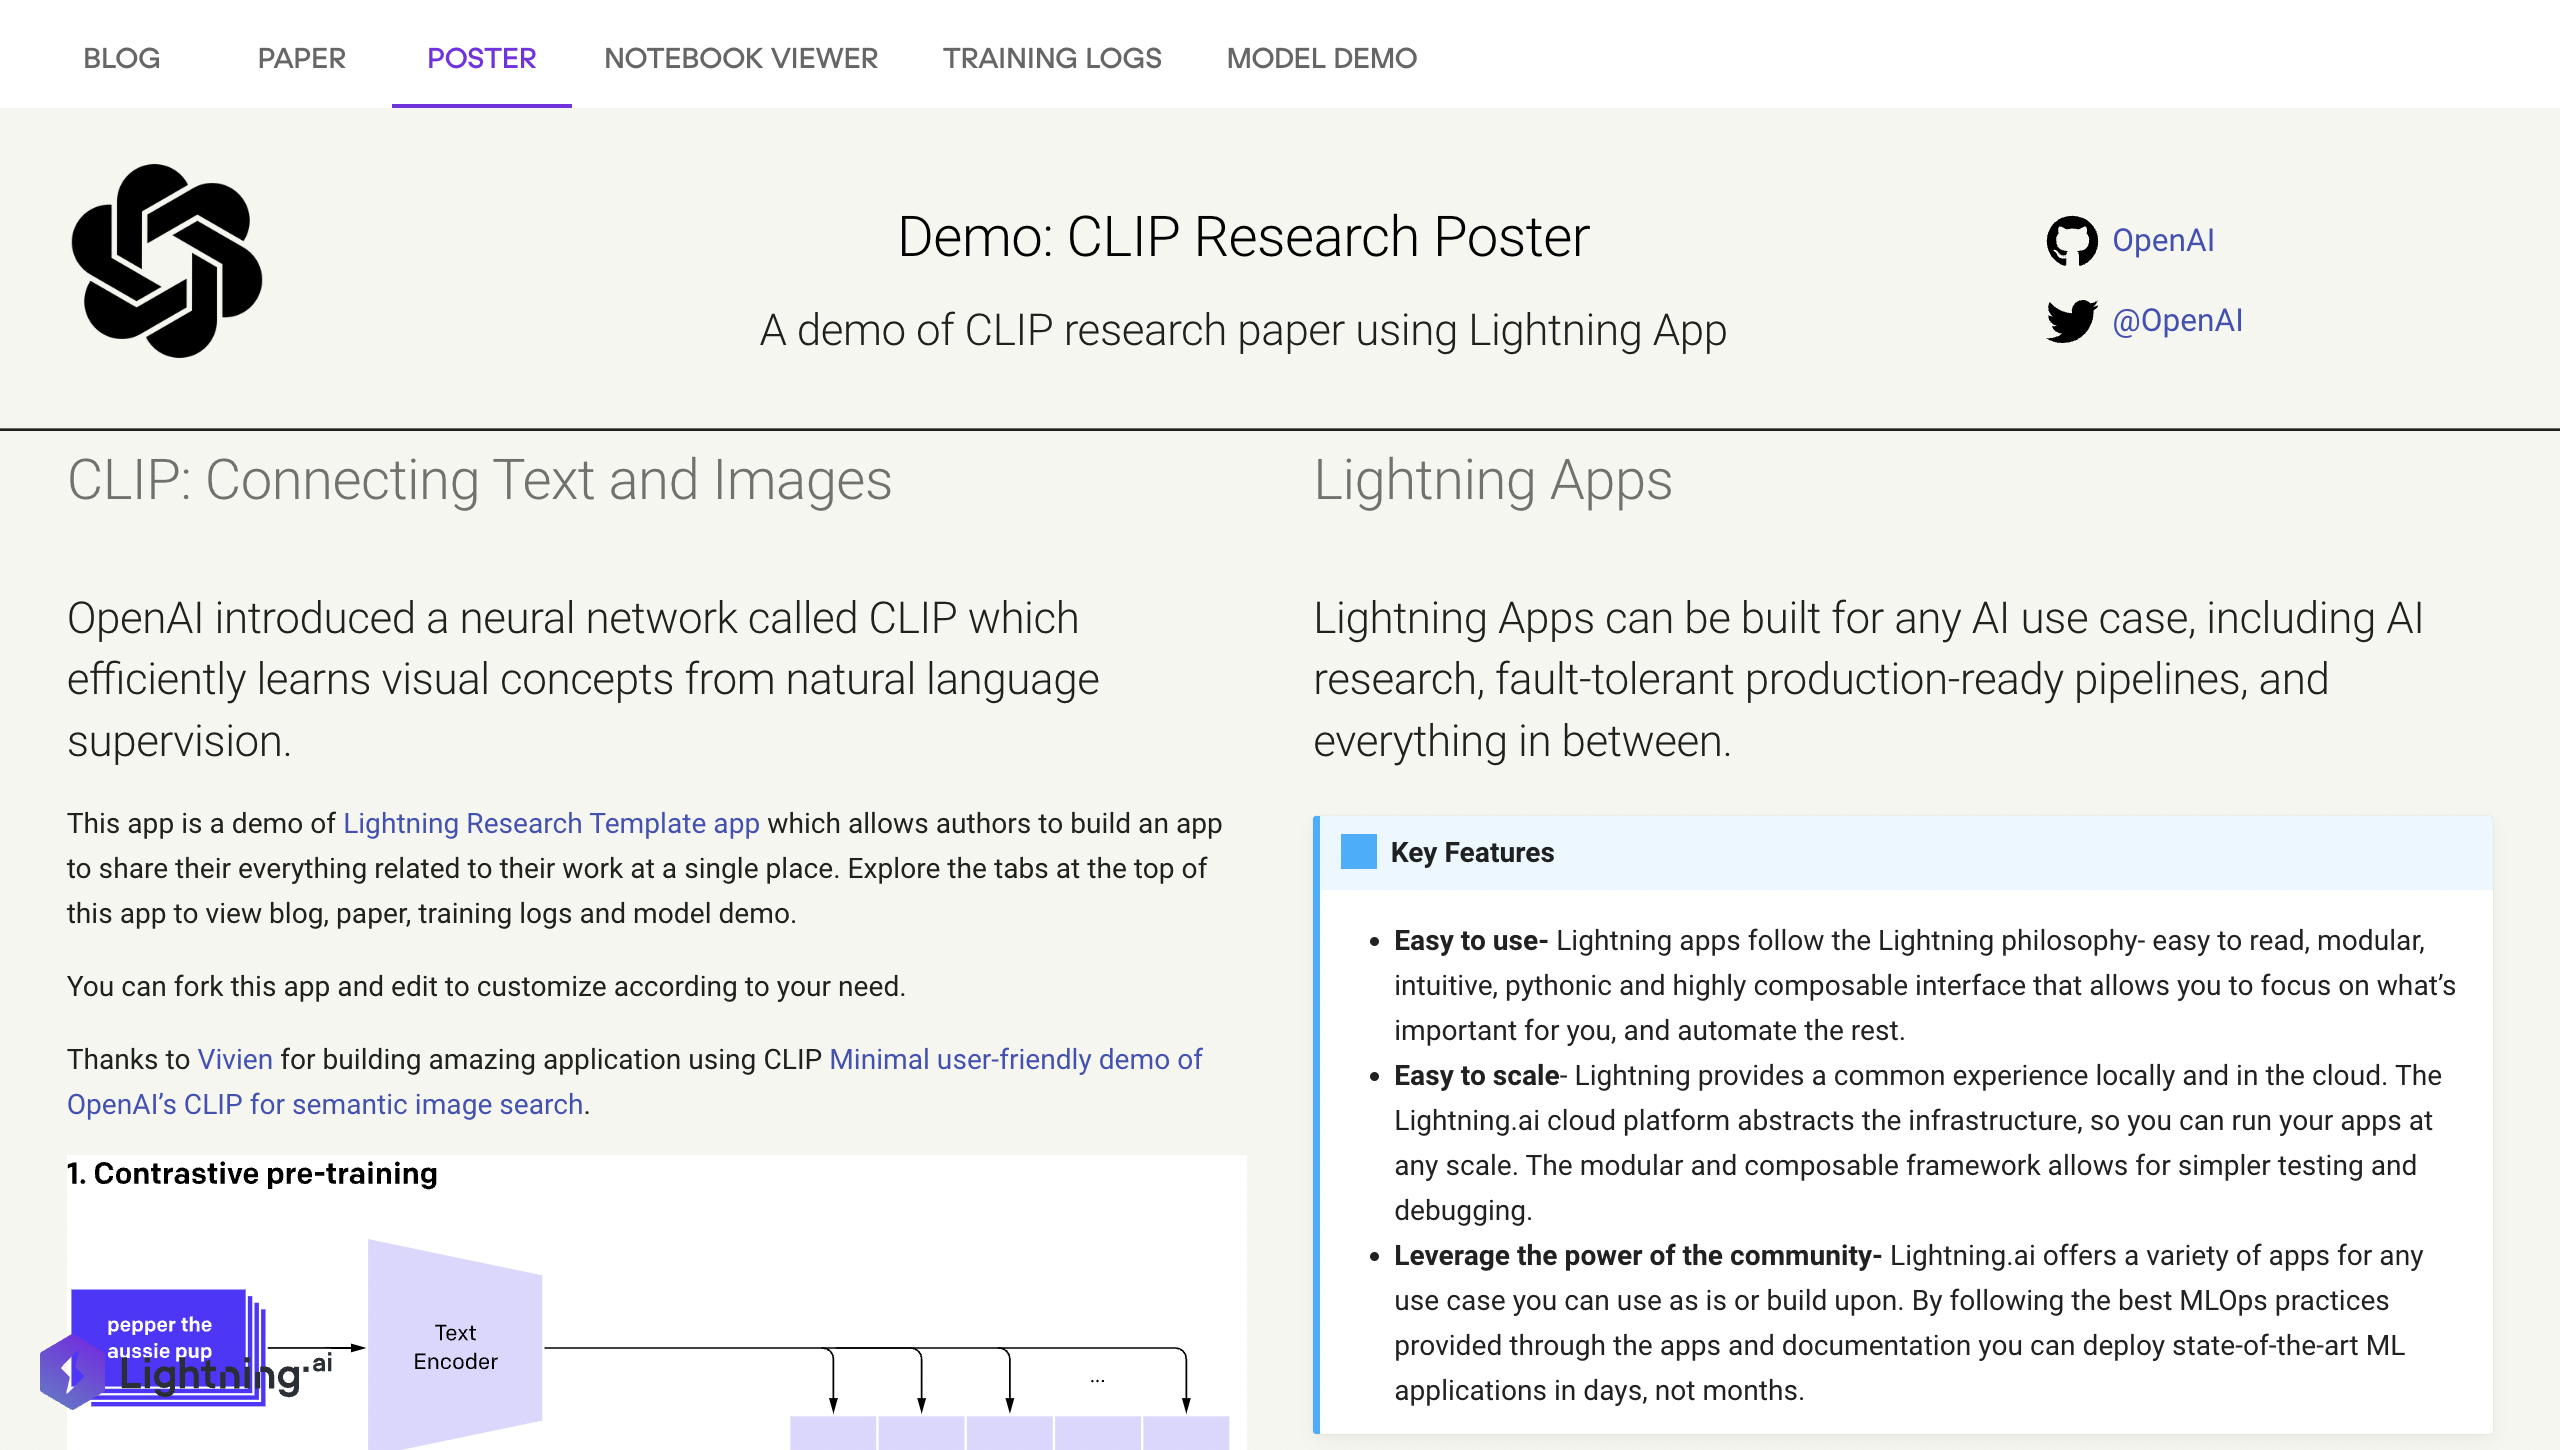 BLOG PAPER POSTER NOTEBOOK VIEWER TRAINING LOGS MODEL DEMO
Demo: CLIP Research Poster
A demo of CLIP research paper using Lightning App
OpenAI
@OpenAI
CLIP: Connecting Text and Images
OpenAI introduced a neural network called CLIP which
efficiently learns visual concepts from natural language
supervision.
This app is a demo of Lightning Research Template app which allows authors to build an app
to share their everything related to their work at a single place. Explore the tabs at the top of
this app to view blog, paper, training logs and model demo.
You can fork this app and edit to customize according to your need.
Thanks to Vivien for building amazing application using CLIP Minimal user-friendly demo of
OpenAI’s CLIP for semantic image search.
1. Contrastive pre-training
pepper the
aussie pup
Text
Encoder
...
Lightning.ai
Lightning Apps
Lightning Apps can be built for any AI use case, including AI
research, fault-tolerant production-ready pipelines, and
everything in between.
Key Features
• Easy to use- Lightning apps follow the Lightning philosophy- easy to read, modular,
intuitive, pythonic and highly composable interface that allows you to focus on what’s
important for you, and automate the rest.
• Easy to scale- Lightning provides a common experience locally and in the cloud. The
Lightning.ai cloud platform abstracts the infrastructure, so you can run your apps at
any scale. The modular and composable framework allows for simpler testing and
debugging.
• Leverage the power of the community- Lightning.ai offers a variety of apps for any
use case you can use as is or build upon. By following the best MLOps practices
provided through the apps and documentation you can deploy state-of-the-art ML
applications in days, not months.